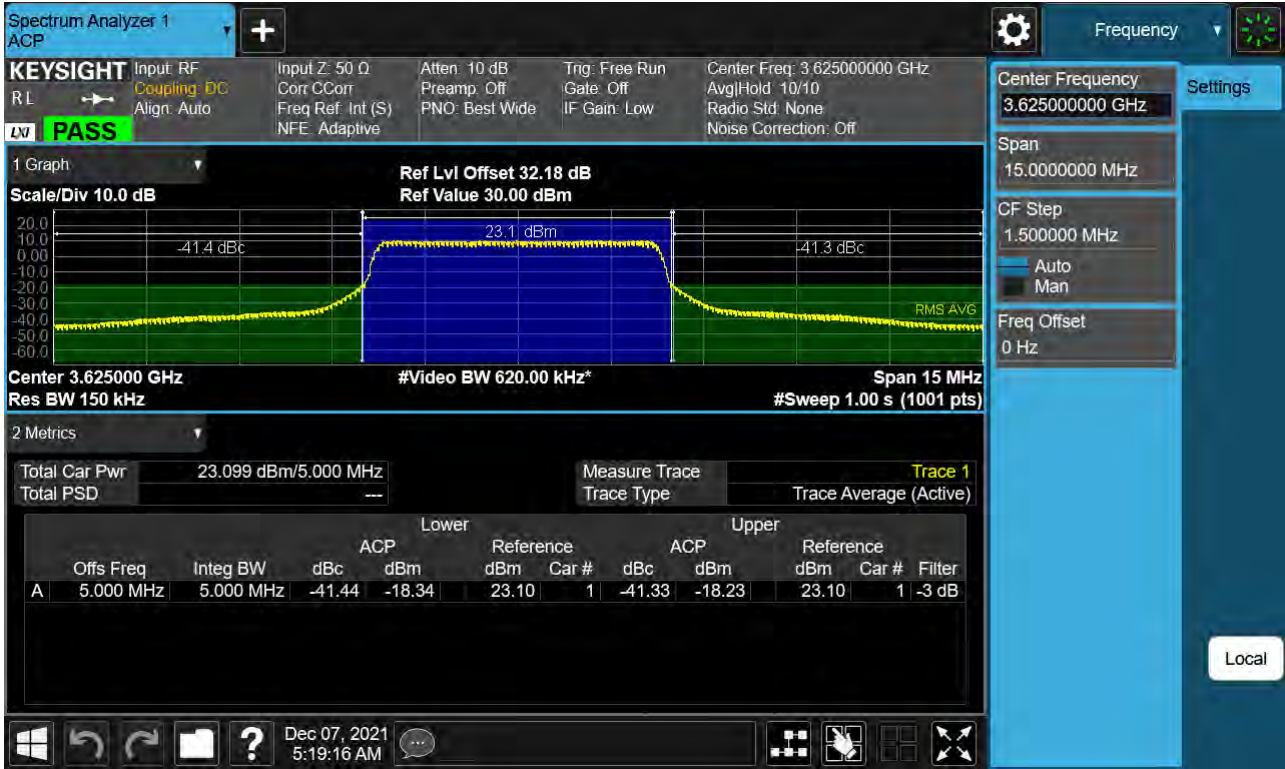 Spectrum Analyzer 1
ACP
+
Frequency
KEYSIGHT
R L
LXI
PASS
Input: RF
Coupling: DC
Align: Auto
Input Z: 50 Ω
Corr CCorr
Freq Ref: Int (S)
NFE: Adaptive
Atten: 10 dB
Preamp: Off
PNO: Best Wide
Trig: Free Run
Gate: Off
IF Gain: Low
Center Freq: 3.625000000 GHz
Avg|Hold: 10/10
Radio Std: None
Noise Correction: Off
Center Frequency
3.625000000 GHz
Settings
Span
15.0000000 MHz
CF Step
1.500000 MHz
Auto
Man
Freq Offset
0 Hz
1 Graph
Scale/Div 10.0 dB
Ref Lvl Offset 32.18 dB
Ref Value 30.00 dBm
20.0
10.0
0.00
-10.0
-20.0
-30.0
-40.0
-50.0
-60.0
-41.4 dBc
23.1 dBm
-41.3 dBc
RMS AVG
Center 3.625000 GHz
#Video BW 620.00 kHz*
Span 15 MHz
Res BW 150 kHz
#Sweep 1.00 s (1001 pts)
2 Metrics
Total Car Pwr 23.099 dBm/5.000 MHz
Total PSD ---
Measure Trace Trace 1
Trace Type Trace Average (Active)
Lower Upper
ACP Reference ACP Reference
Offs Freq Integ BW dBc dBm dBm Car # dBc dBm dBm Car # Filter
A 5.000 MHz 5.000 MHz -41.44 -18.34 23.10 1 -41.33 -18.23 23.10 1 -3 dB
Local
?
Dec 07, 2021
5:19:16 AM